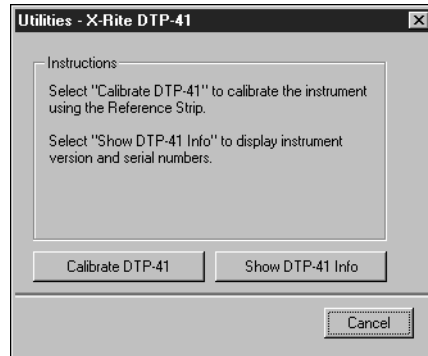 Utilities - X-Rite DTP-41
Instructions
Select "Calibrate DTP-41" to calibrate the instrument
using the Reference Strip.
Select "Show DTP-41 Info" to display instrument
version and serial numbers.
Calibrate DTP-41
Show DTP-41 Info
Cancel